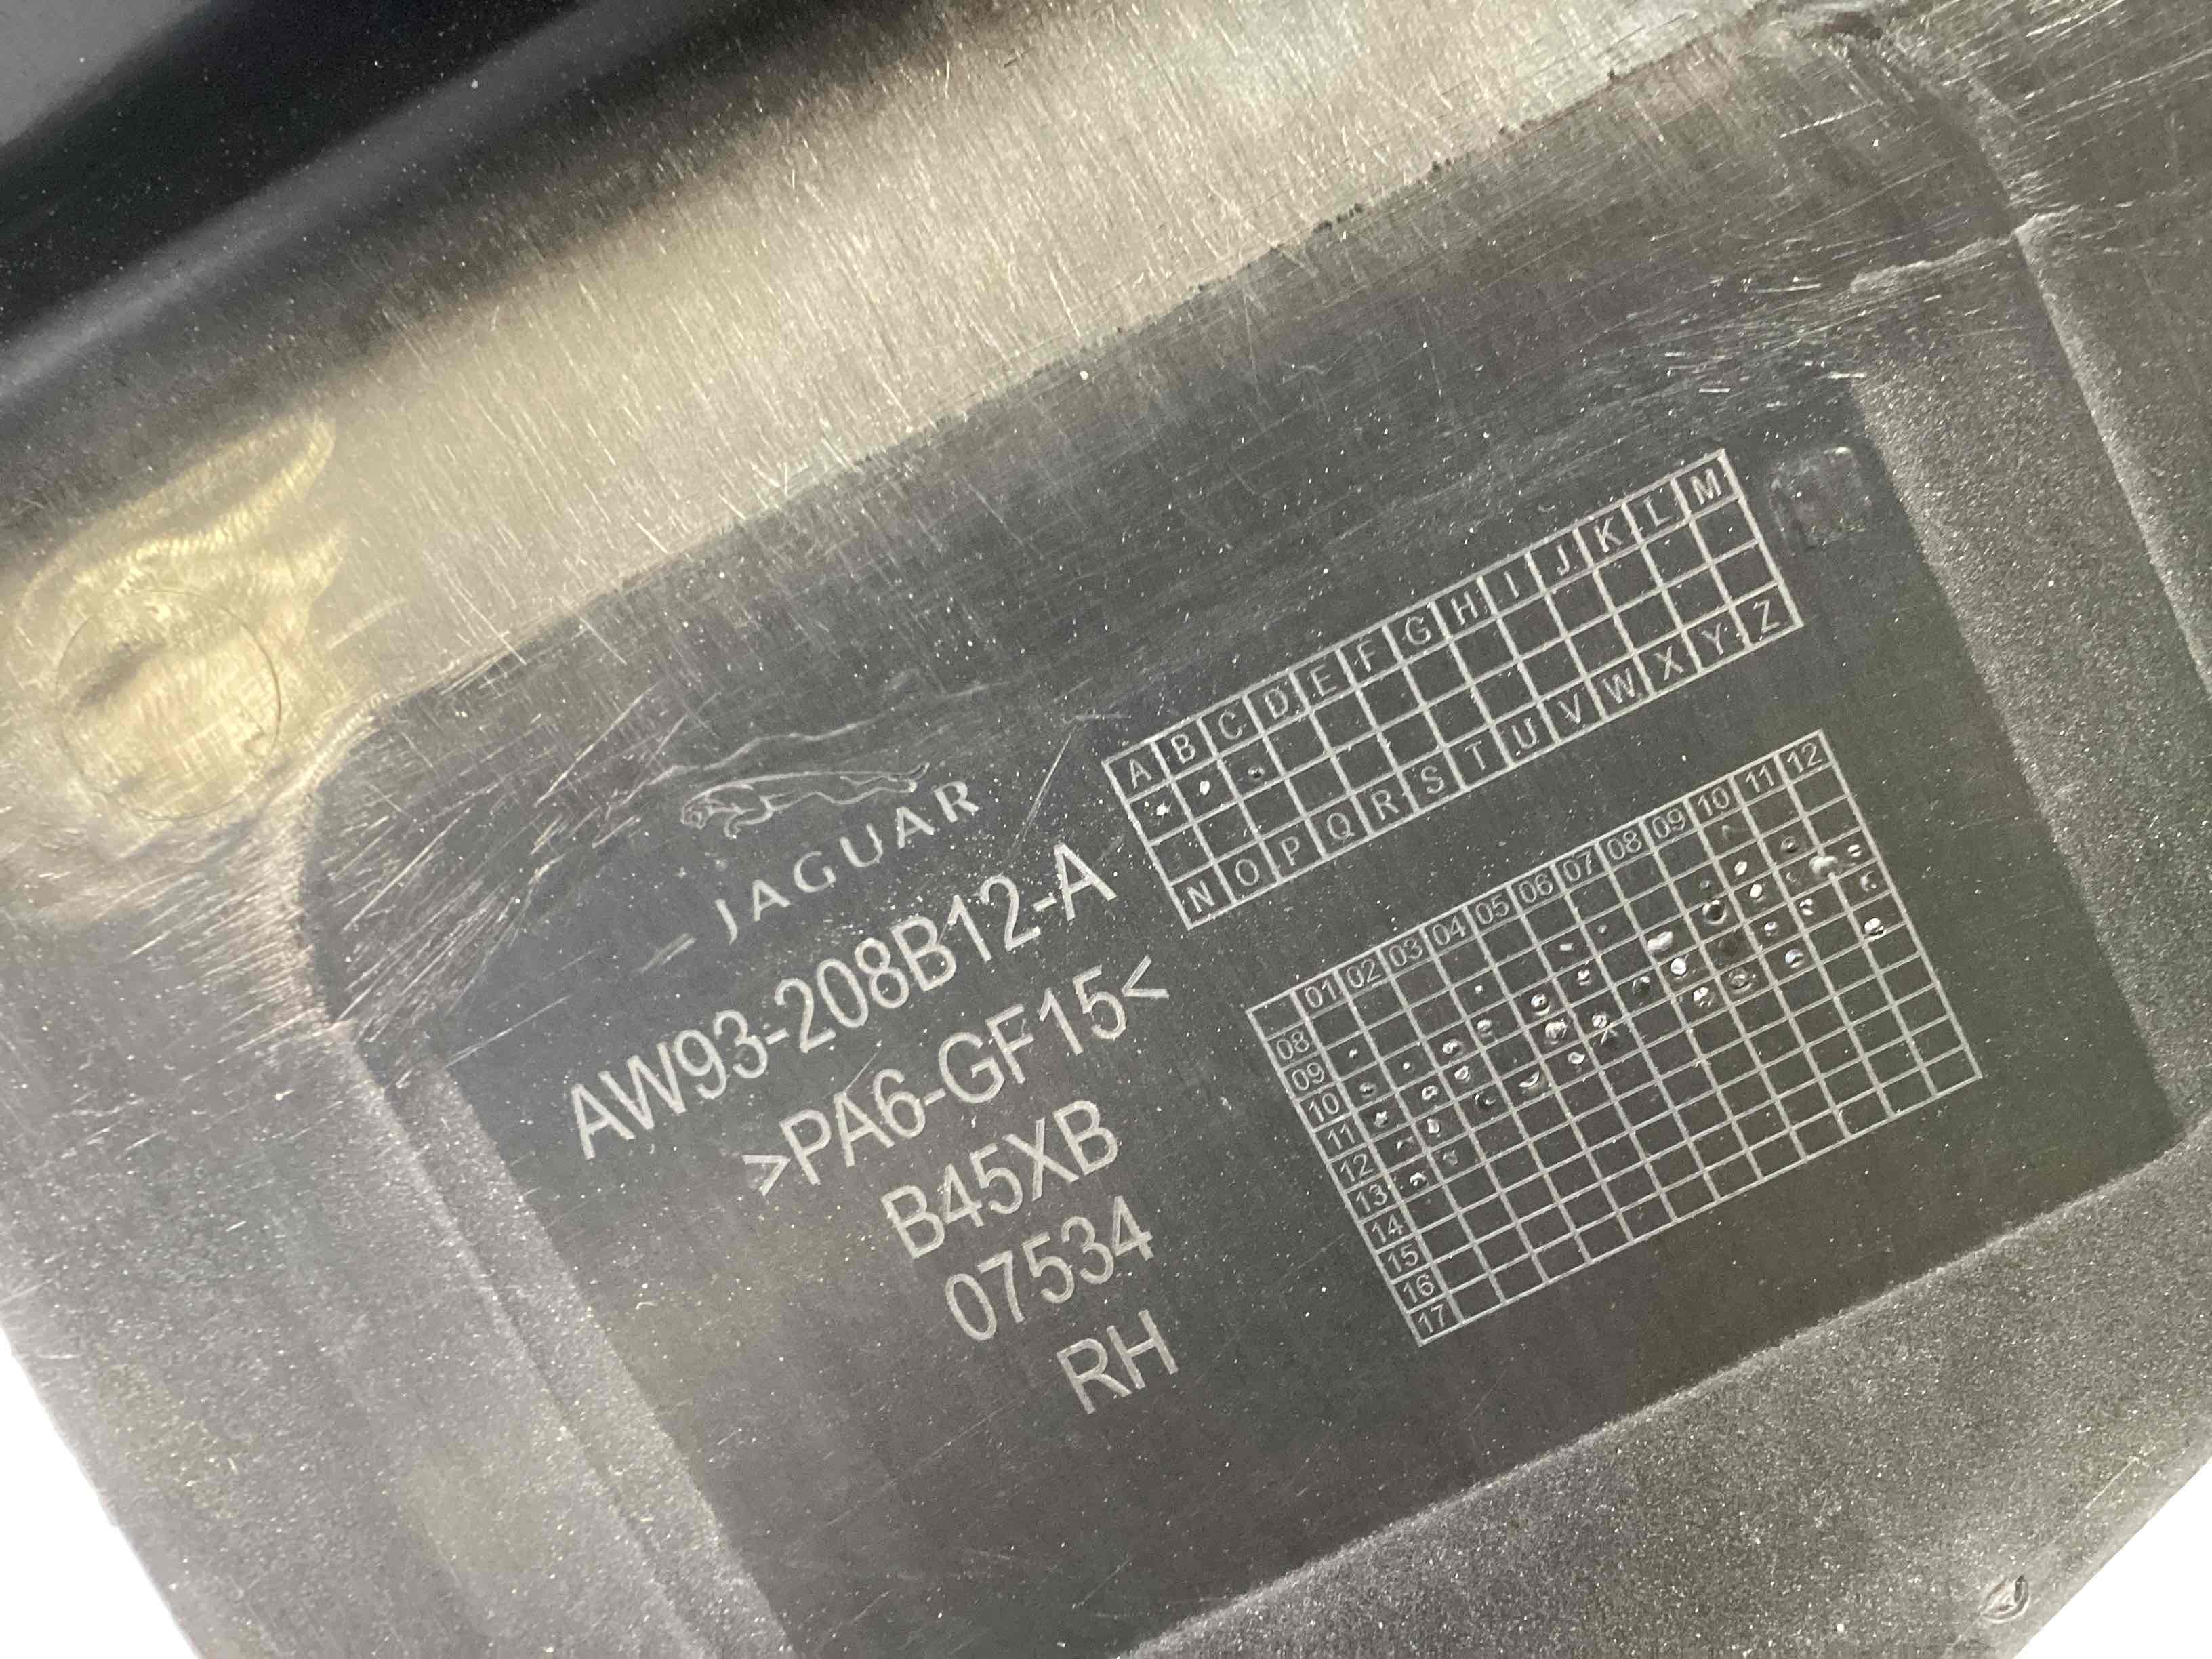 JAGUAR
AW93-208B12-A
>PA6-GF15<
B45XB
07534
RH
A B C D E F G H I J K L M
N O P Q R S T U V W X Y Z
01 02 03 04 05 06 07 08 09 10 11 12
08
09
10
11
12
13
14
15
16
17